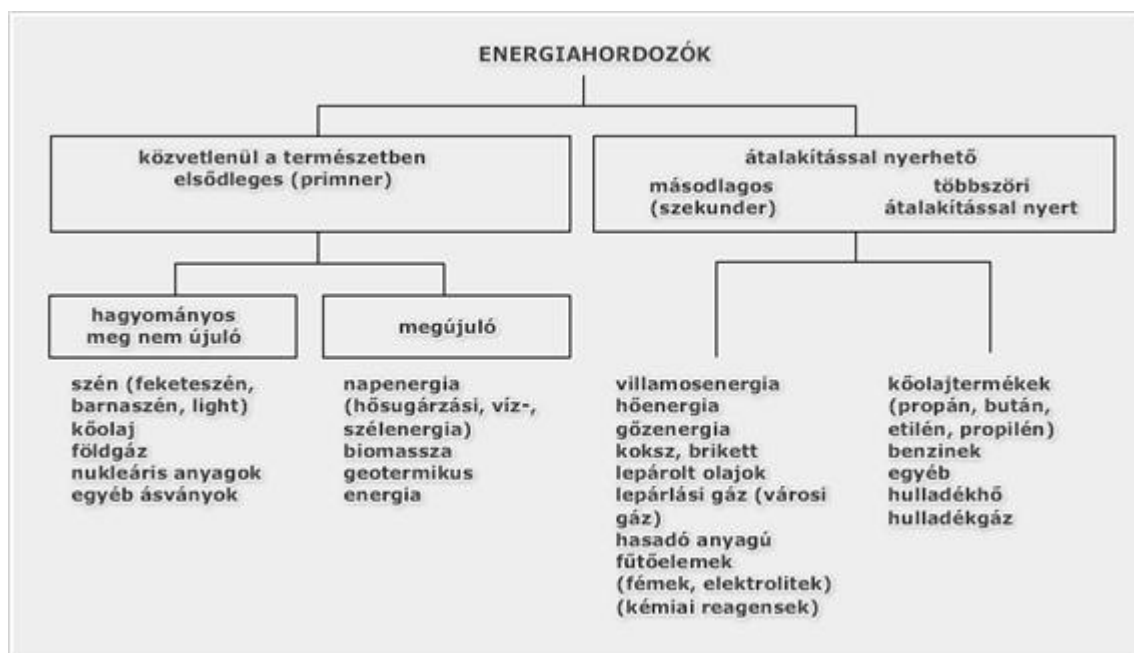 ENERGIAHORDOZÓK
közvetlenül a természetben
elsődleges (primner)
átalakítással nyerhető
másodlagos
(szekunder)
többszöri
átalakítással nyert
hagyományos
meg nem újuló
megújuló
szén (feketeszén,
barnaszén, light)
kőolaj
földgáz
nukleáris anyagok
egyéb ásványok
napenergia
(hősugárzási, víz-,
szélenergia)
biomassza
geotermikus
energia
villamosenergia
hőenergia
gőzenergia
koksz, brikett
lepárolt olajok
lepárlási gáz (városi
gáz)
hasadó anyagú
fűtőelemek
(fémek, elektrolitek)
(kémiai reagensek)
kőolajtermékek
(propán, bután,
etilén, propilén)
benzinek
egyéb
hulladékhő
hulladékgáz